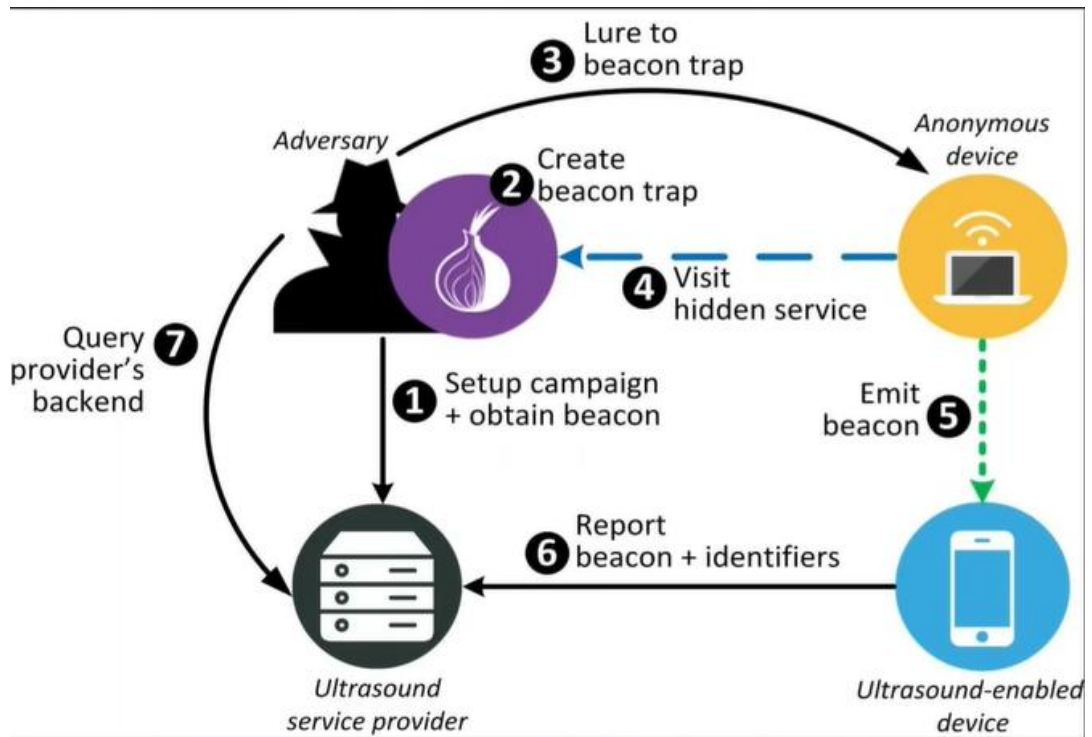 3 Lure to
beacon trap
Adversary
Anonymous
device
2 Create
beacon trap
4 Visit
hidden service
Query 7
provider's
backend
1 Setup campaign
+ obtain beacon
Emit
beacon 5
6 Report
beacon + identifiers
Ultrasound
service provider
Ultrasound-enabled
device